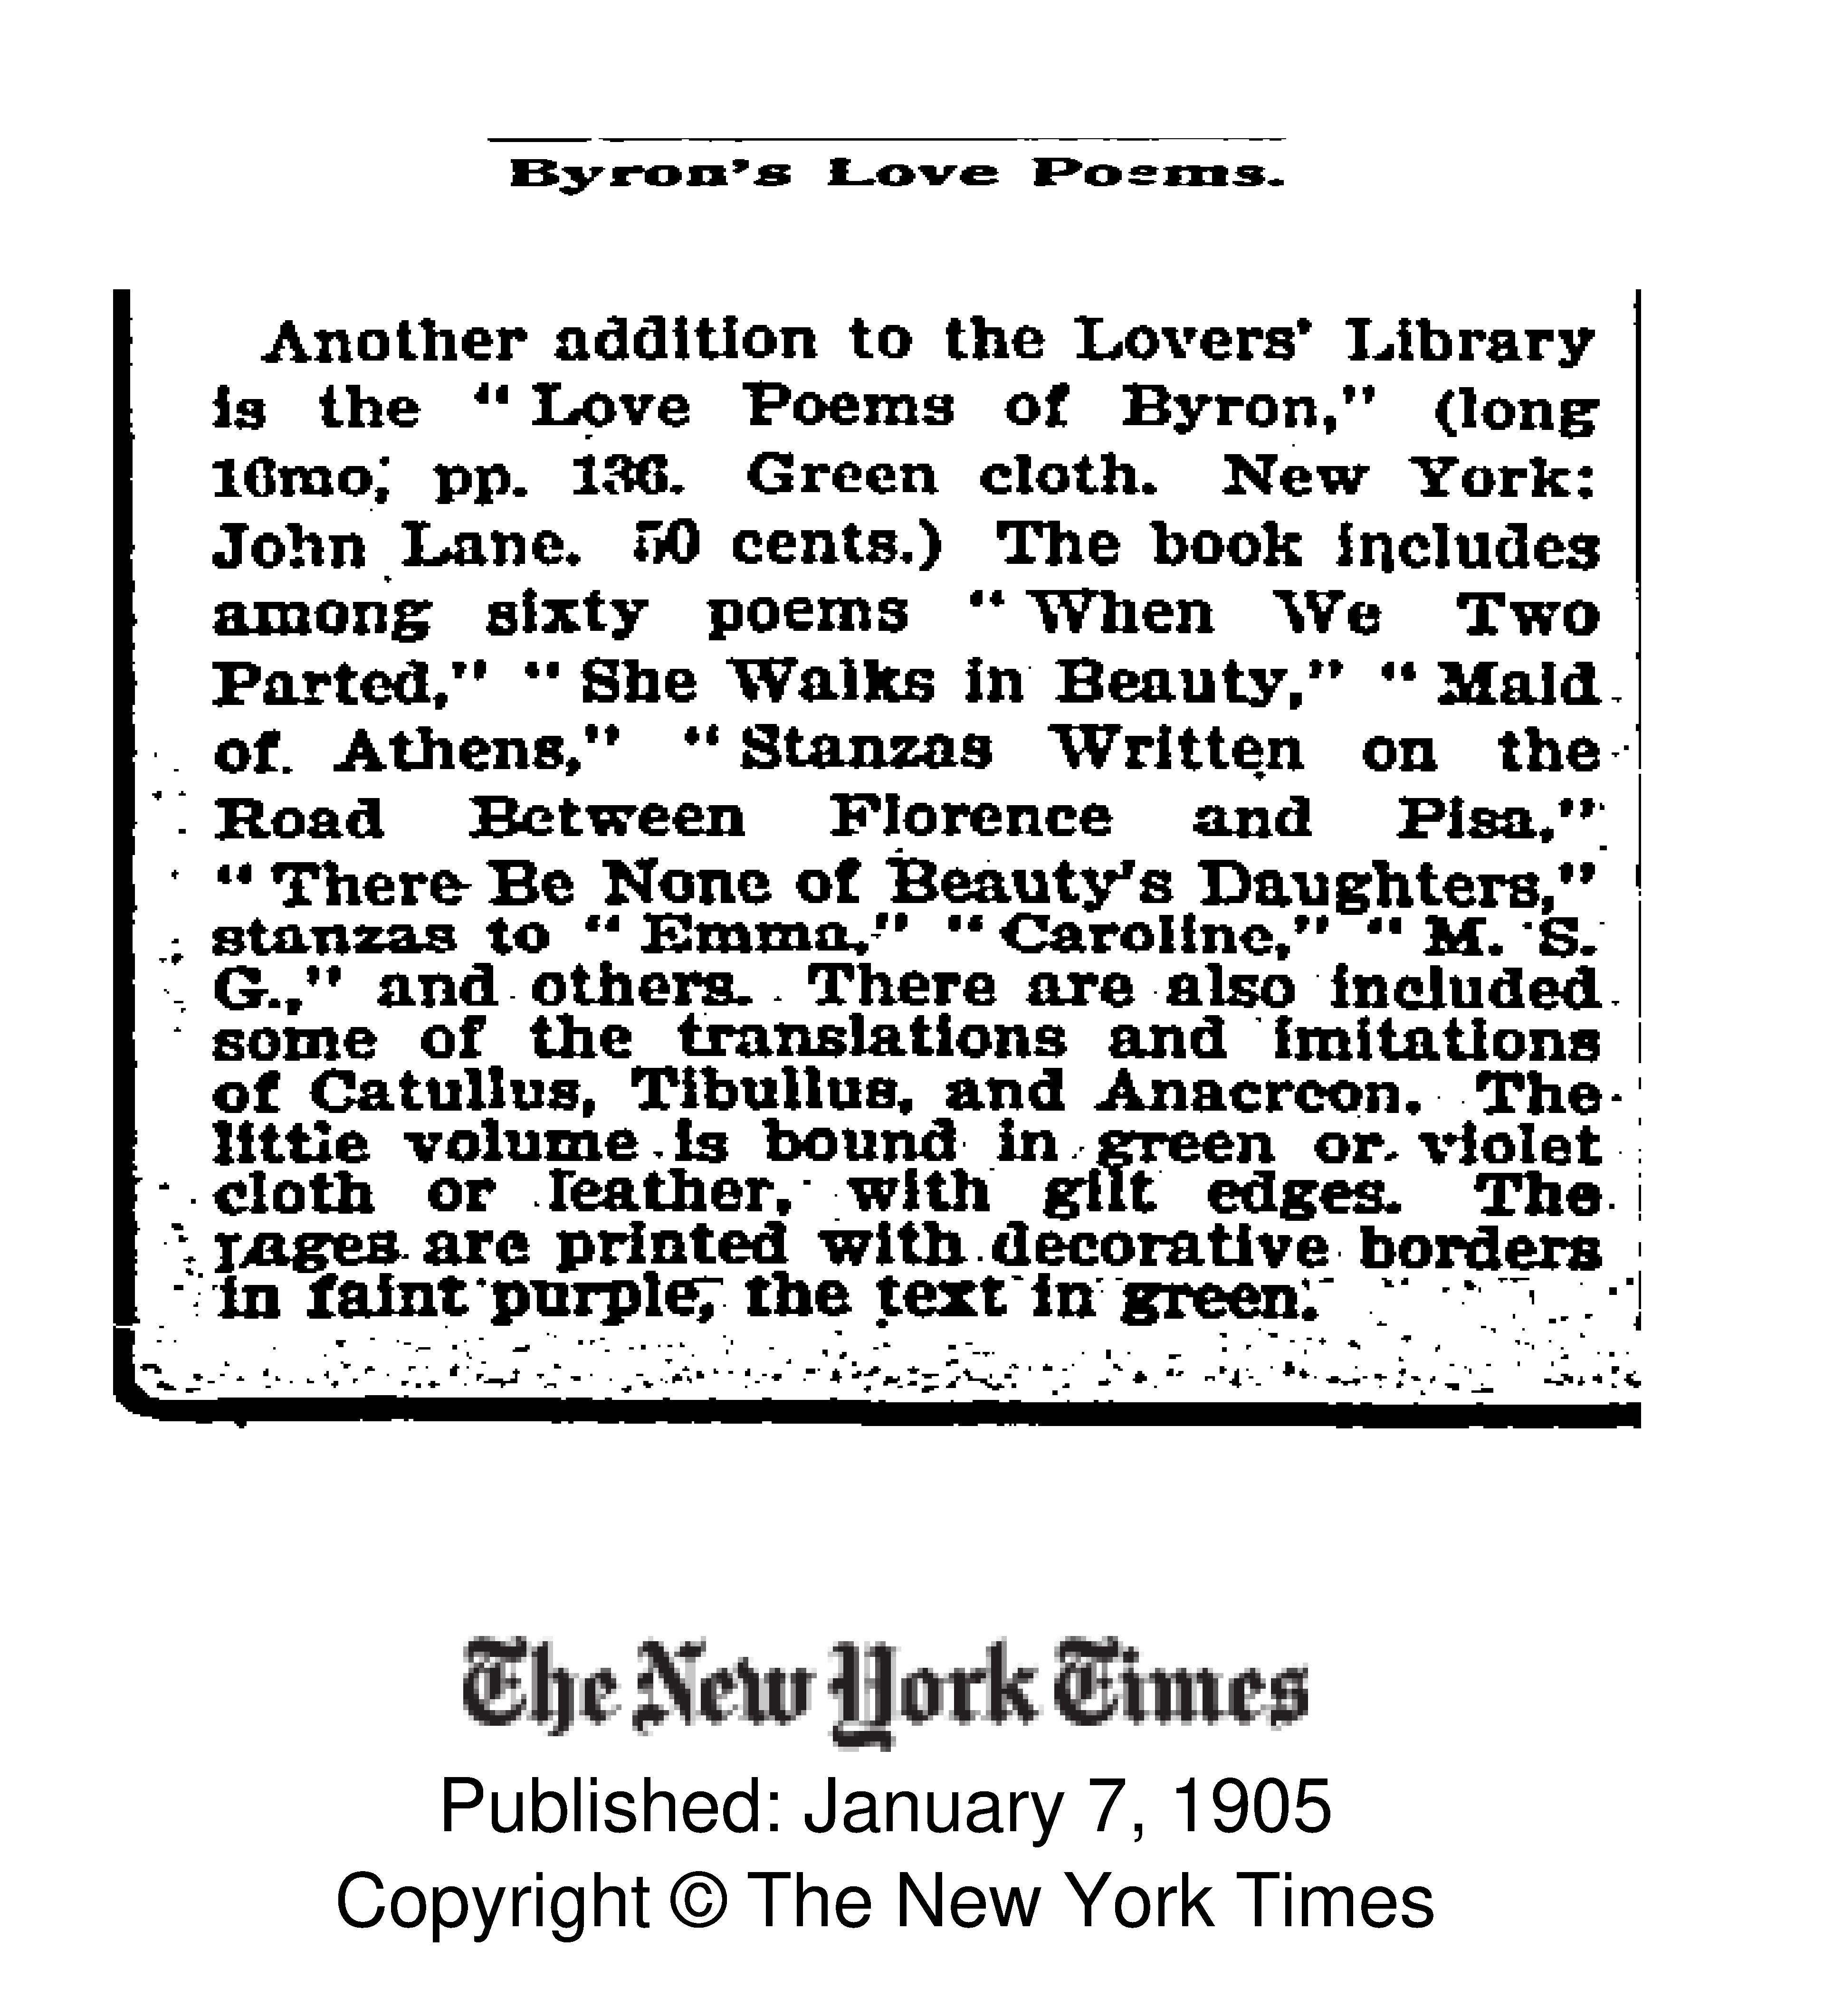 Byron's Love Poems.
Another addition to the Lovers' Library
is the "Love Poems of Byron," (long
16mo, pp. 136. Green cloth. New York:
John Lane. 50 cents.) The book includes
among sixty poems "When We Two
Parted," "She Walks in Beauty," "Maid
of Athens," "Stanzas Written on the
Road Between Florence and Pisa,"
"There Be None of Beauty's Daughters,"
stanzas to "Emma," "Caroline," "M. S.
G.," and others. There are also included
some of the translations and imitations
of Catullus, Tibullus, and Anacreon. The
little volume is bound in green or violet
cloth or leather, with gilt edges. The
pages are printed with decorative borders
in faint purple, the text in green.
The New York Times
Published: January 7, 1905
Copyright © The New York Times